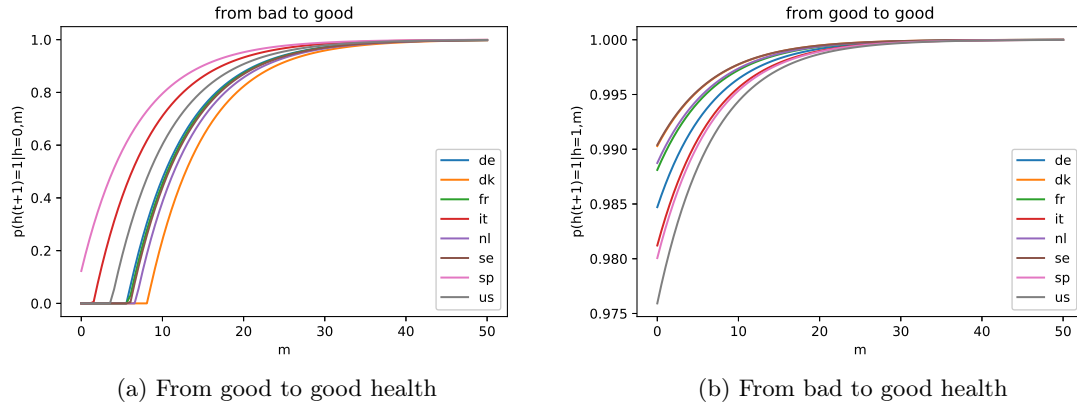 from bad to good
p(h(t+1)=1|h=0,m)
1.0
0.8
0.6
0.4
0.2
0.0
0 10 20 30 40 50
m
de
dk
fr
it
nl
se
sp
us
(a) From good to good health
from good to good
p(h(t+1)=1|h=1,m)
1.000
0.995
0.990
0.985
0.980
0.975
0 10 20 30 40 50
m
de
dk
fr
it
nl
se
sp
us
(b) From bad to good health